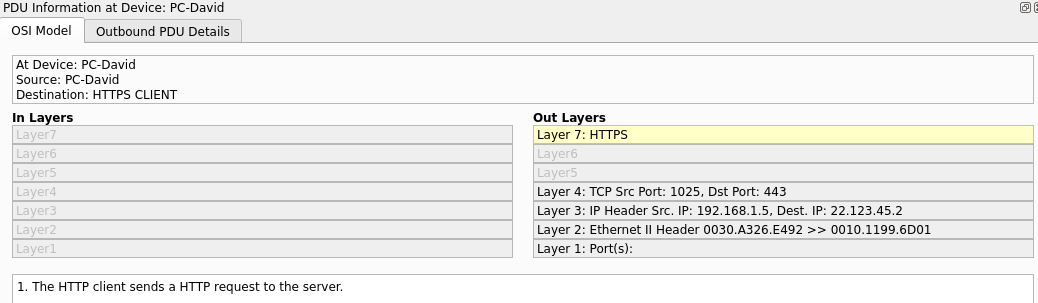 PDU Information at Device: PC-David
OSI Model
Outbound PDU Details
At Device: PC-David
Source: PC-David
Destination: HTTPS CLIENT
In Layers
Layer7
Layer6
Layer5
Layer4
Layer3
Layer2
Layer1
Out Layers
Layer 7: HTTPS
Layer6
Layer5
Layer 4: TCP Src Port: 1025, Dst Port: 443
Layer 3: IP Header Src. IP: 192.168.1.5, Dest. IP: 22.123.45.2
Layer 2: Ethernet II Header 0030.A326.E492 >> 0010.1199.6D01
Layer 1: Port(s):
1. The HTTP client sends a HTTP request to the server.